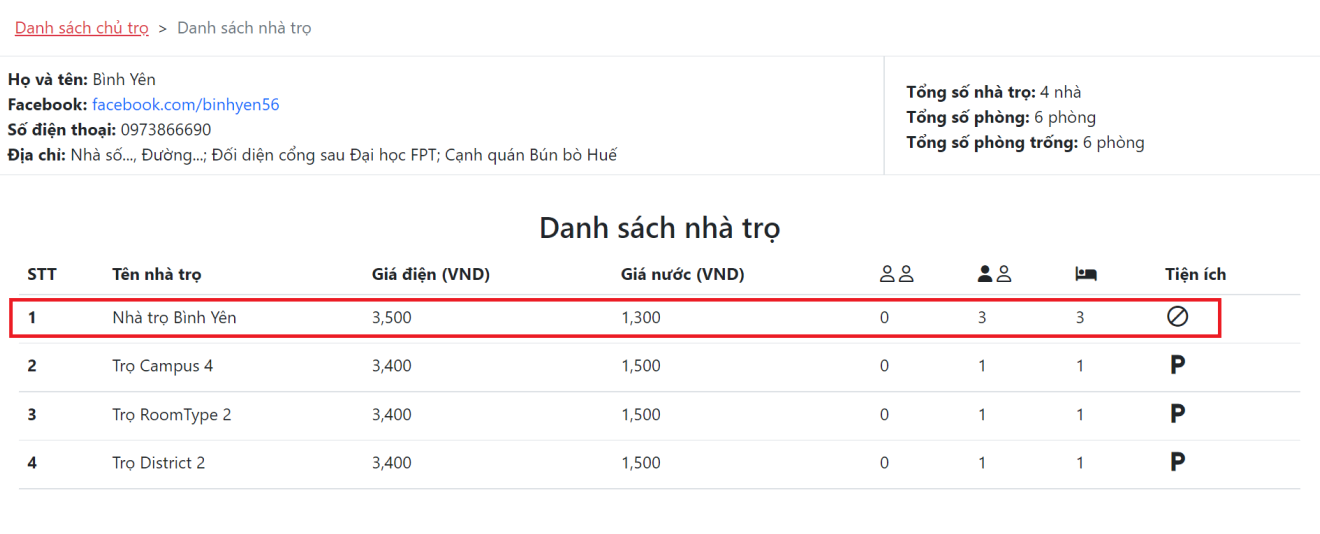 Danh sách chủ trọ > Danh sách nhà trọ
Họ và tên: Bình Yên
Facebook: facebook.com/binhyen56
Số điện thoại: 0973866690
Địa chỉ: Nhà số..., Đường...; Đối diện cổng sau Đại học FPT; Cạnh quán Bún bò Huế
Tổng số nhà trọ: 4 nhà
Tổng số phòng: 6 phòng
Tổng số phòng trống: 6 phòng
Danh sách nhà trọ
STT Tên nhà trọ Giá điện (VND) Giá nước (VND) Tiện ích
1 Nhà trọ Bình Yên 3,500 1,300 0 3 3
2 Trọ Campus 4 3,400 1,500 0 1 1 P
3 Trọ RoomType 2 3,400 1,500 0 1 1 P
4 Trọ District 2 3,400 1,500 0 1 1 P